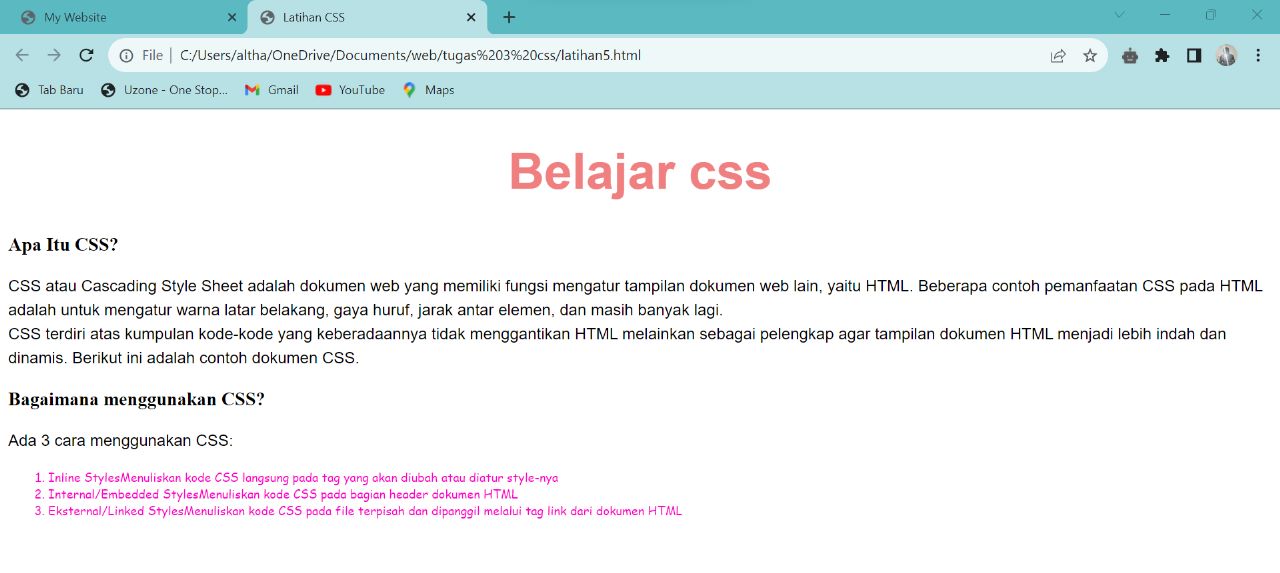 My Website
Latihan CSS
File | C:/Users/altha/OneDrive/Documents/web/tugas%203%20css/latihan5.html
Tab Baru
Uzone - One Stop...
Gmail
YouTube
Maps
Belajar css
Apa Itu CSS?
CSS atau Cascading Style Sheet adalah dokumen web yang memiliki fungsi mengatur tampilan dokumen web lain, yaitu HTML. Beberapa contoh pemanfaatan CSS pada HTML
adalah untuk mengatur warna latar belakang, gaya huruf, jarak antar elemen, dan masih banyak lagi.
CSS terdiri atas kumpulan kode-kode yang keberadaannya tidak menggantikan HTML melainkan sebagai pelengkap agar tampilan dokumen HTML menjadi lebih indah dan
dinamis. Berikut ini adalah contoh dokumen CSS.
Bagaimana menggunakan CSS?
Ada 3 cara menggunakan CSS:
1. Inline StylesMenuliskan kode CSS langsung pada tag yang akan diubah atau diatur style-nya
2. Internal/Embedded StylesMenuliskan kode CSS pada bagian header dokumen HTML
3. Eksternal/Linked StylesMenuliskan kode CSS pada file terpisah dan dipanggil melalui tag link dari dokumen HTML